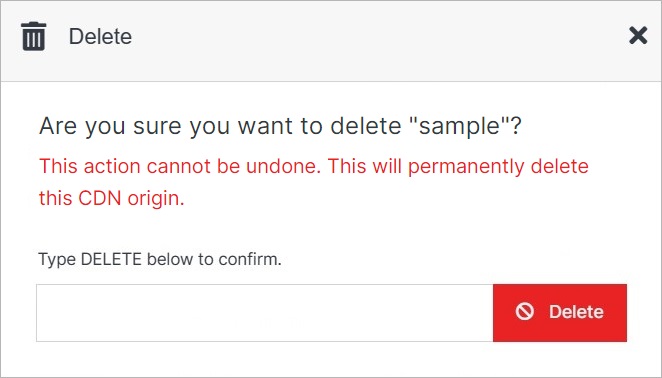 Delete
Are you sure you want to delete "sample"?
This action cannot be undone. This will permanently delete
this CDN origin.
Type DELETE below to confirm.
Delete